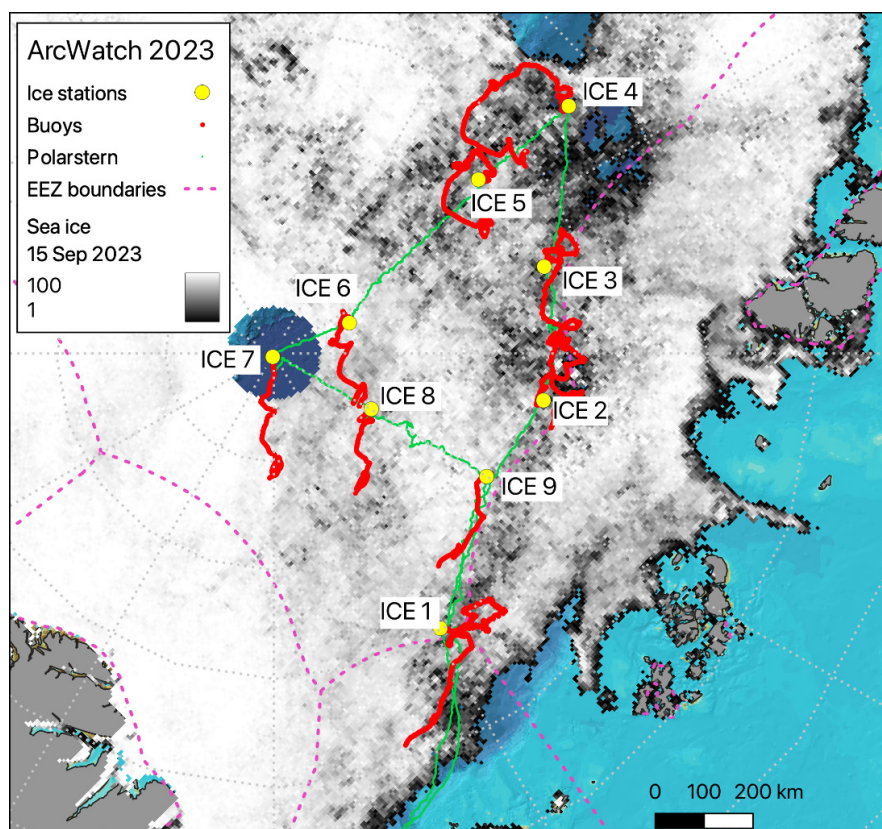 ArcWatch 2023
Ice stations
Buoys
Polarstern
EEZ boundaries
Sea ice
15 Sep 2023
100
1
ICE 4
ICE 5
ICE 3
ICE 6
ICE 7
ICE 8
ICE 2
ICE 9
ICE 1
0 100 200 km